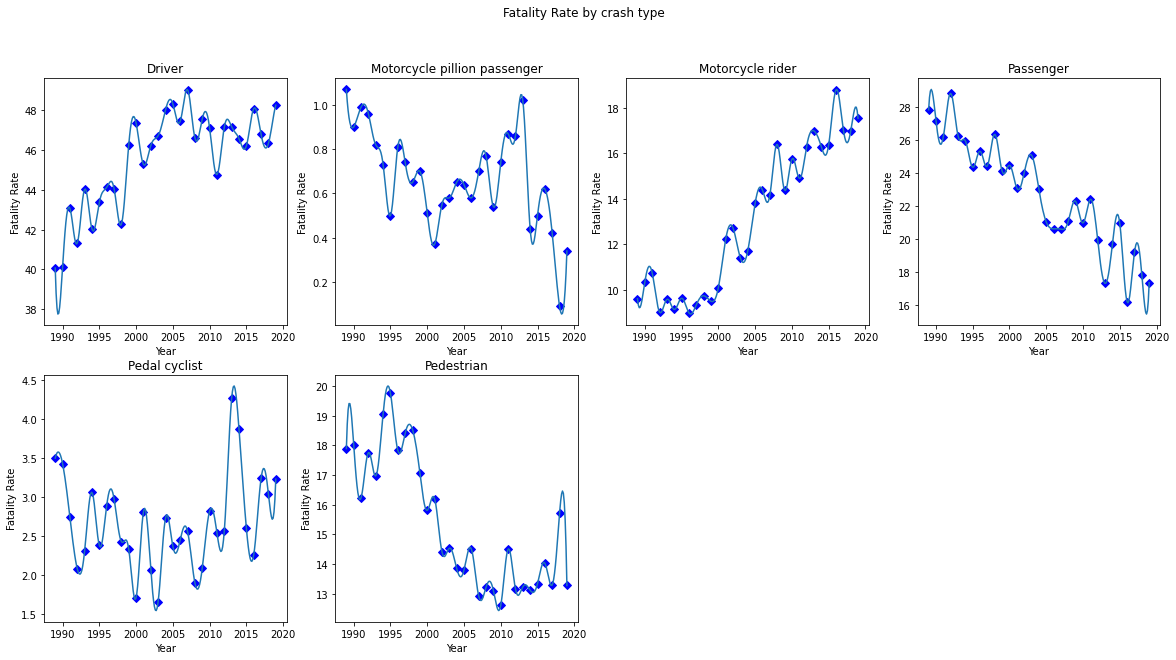 Fatality Rate by crash type
Driver
Motorcycle pillion passenger
Motorcycle rider
Passenger
48
46
44
42
40
38
Fatality Rate
1990 1995 2000 2005 2010 2015 2020
Year
1.0
0.8
0.6
0.4
0.2
Fatality Rate
1990 1995 2000 2005 2010 2015 2020
Year
18
16
14
12
10
Fatality Rate
1990 1995 2000 2005 2010 2015 2020
Year
28
26
24
22
20
18
16
Fatality Rate
1990 1995 2000 2005 2010 2015 2020
Year
Pedal cyclist
Pedestrian
4.5
4.0
3.5
3.0
2.5
2.0
1.5
Fatality Rate
1990 1995 2000 2005 2010 2015 2020
Year
20
19
18
17
16
15
14
13
Fatality Rate
1990 1995 2000 2005 2010 2015 2020
Year